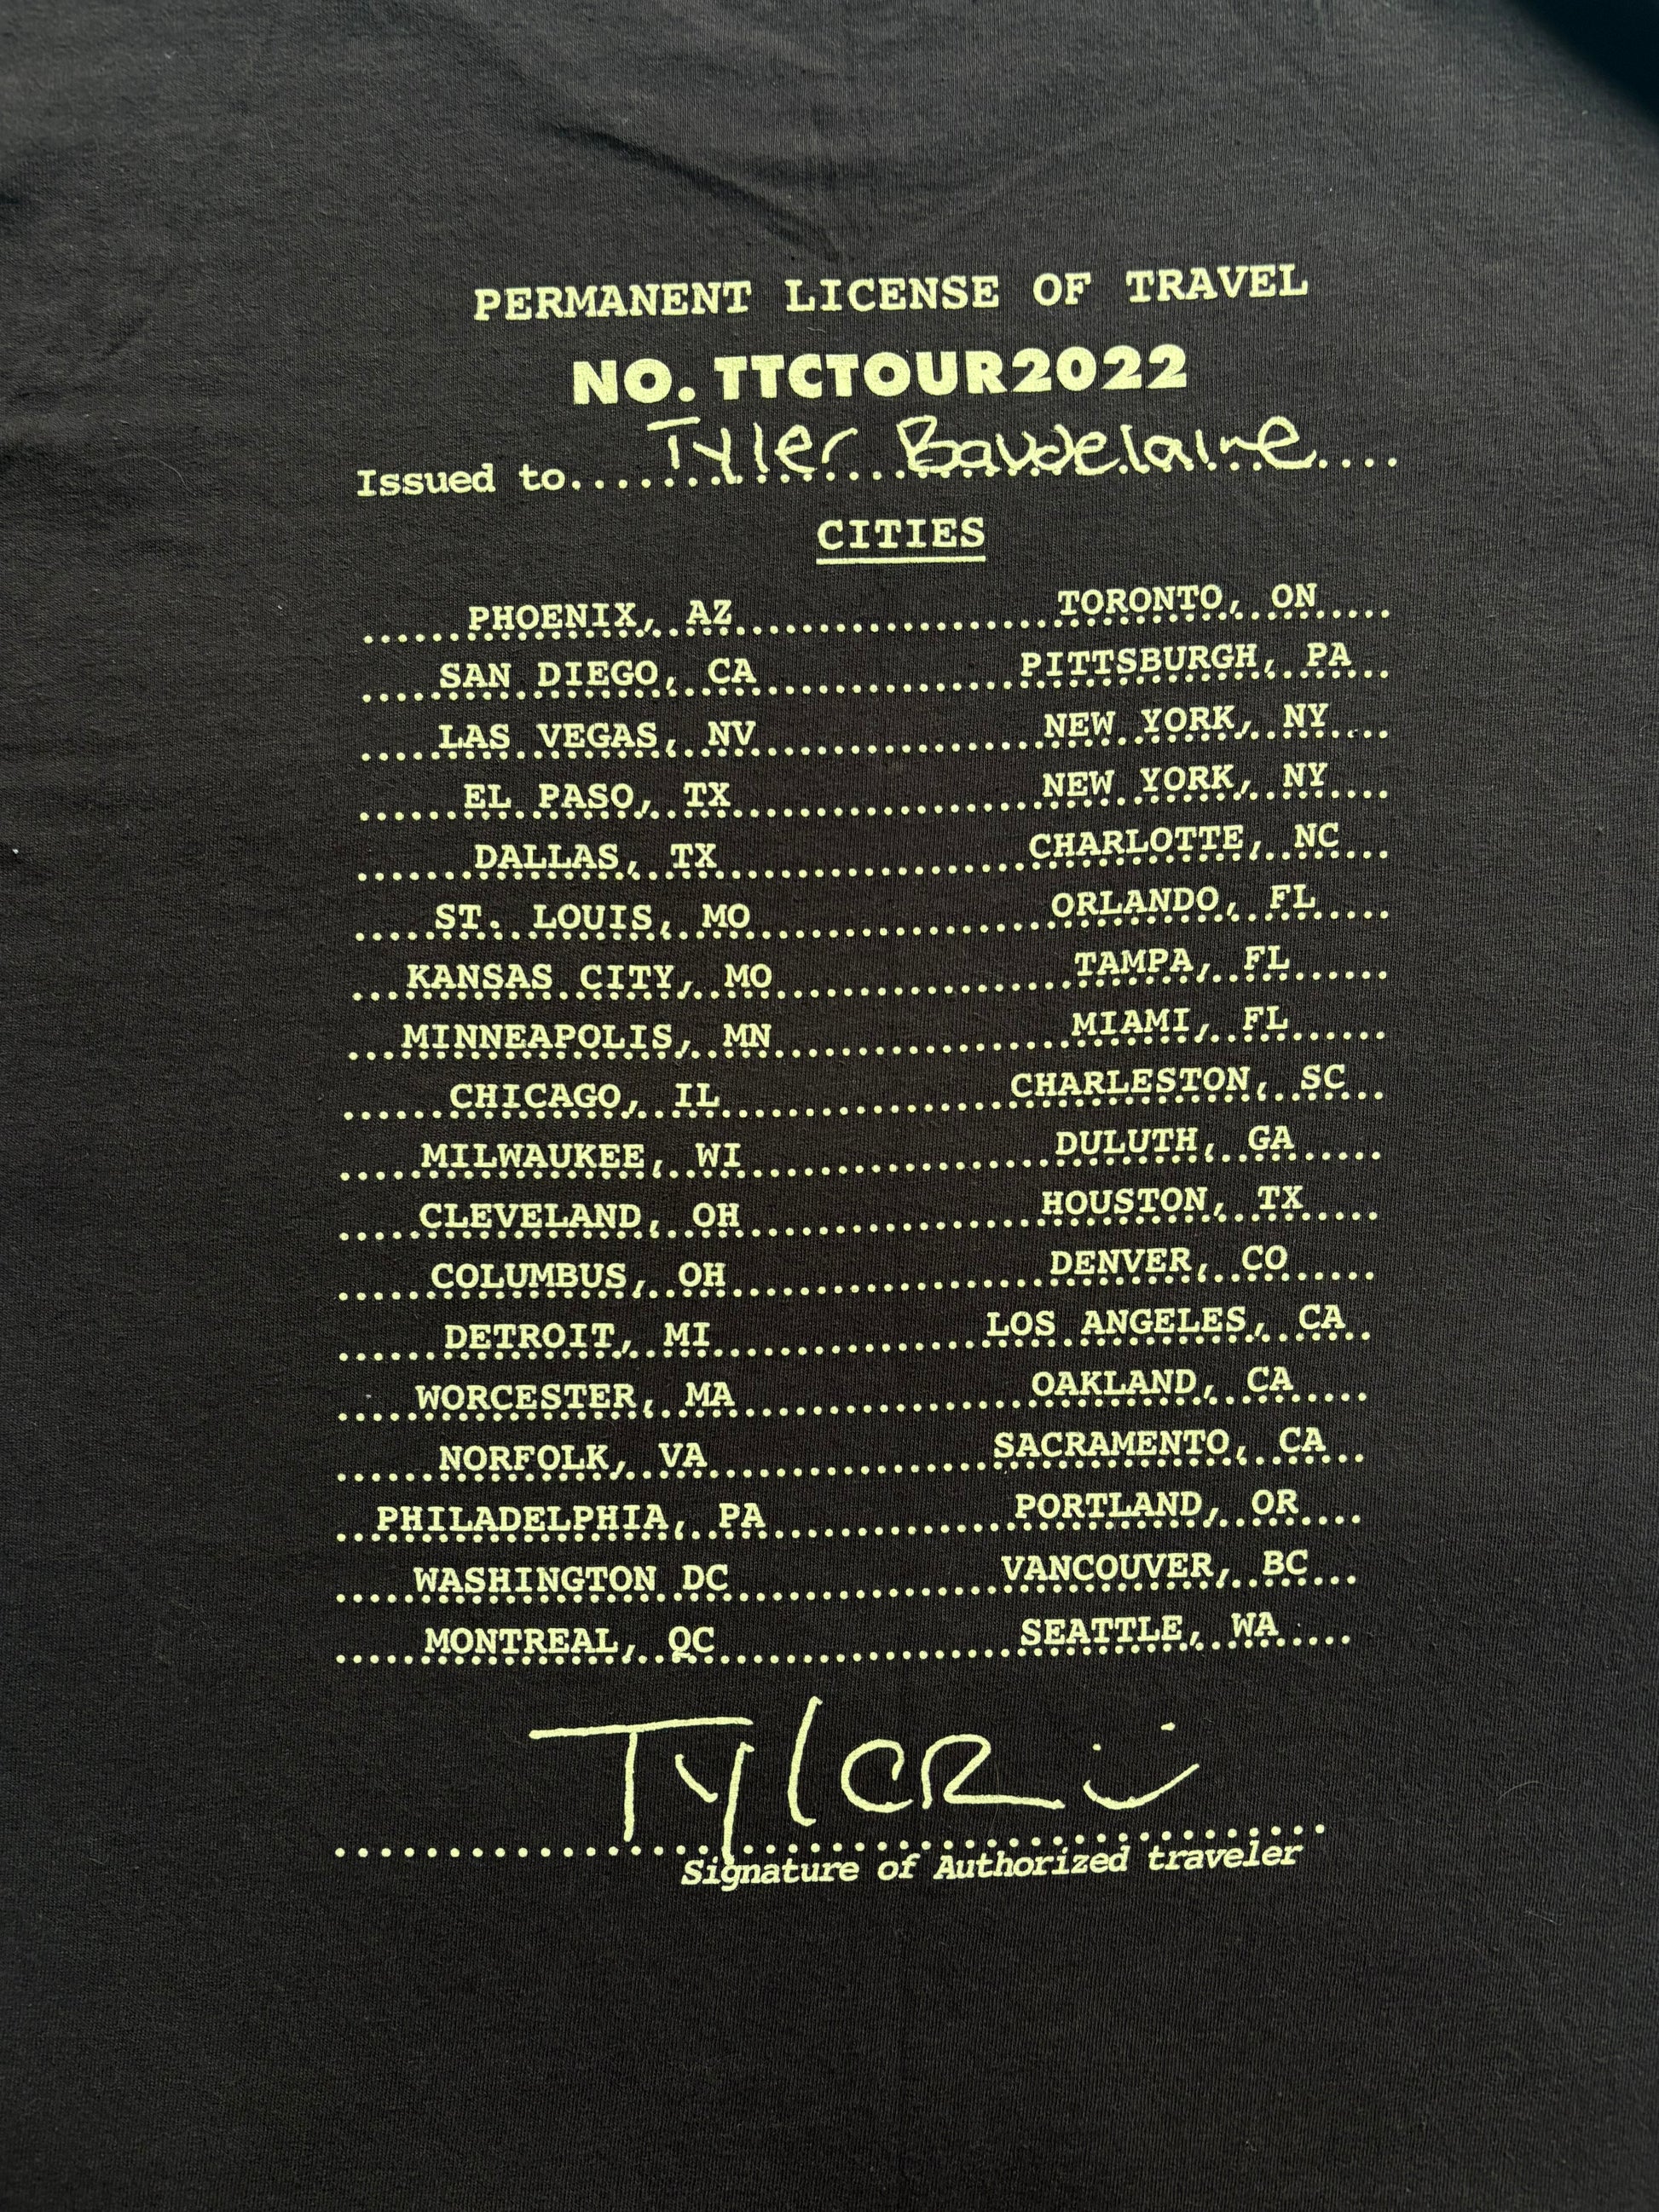 PERMANENT LICENSE OF TRAVEL
NO. TTCTOUR2022
Issued to Tyler Baudelaire
CITIES
PHOENIX, AZ TORONTO, ON
SAN DIEGO, CA PITTSBURGH, PA
LAS VEGAS, NV NEW YORK, NY
EL PASO, TX NEW YORK, NY
DALLAS, TX CHARLOTTE, NC
ST. LOUIS, MO ORLANDO, FL
KANSAS CITY, MO TAMPA, FL
MINNEAPOLIS, MN MIAMI, FL
CHICAGO, IL CHARLESTON, SC
MILWAUKEE, WI DULUTH, GA
CLEVELAND, OH HOUSTON, TX
COLUMBUS, OH DENVER, CO
DETROIT, MI LOS ANGELES, CA
WORCESTER, MA OAKLAND, CA
NORFOLK, VA SACRAMENTO, CA
PHILADELPHIA, PA PORTLAND, OR
WASHINGTON DC VANCOUVER, BC
MONTREAL, QC SEATTLE, WA
TylER
Signature of Authorized traveler